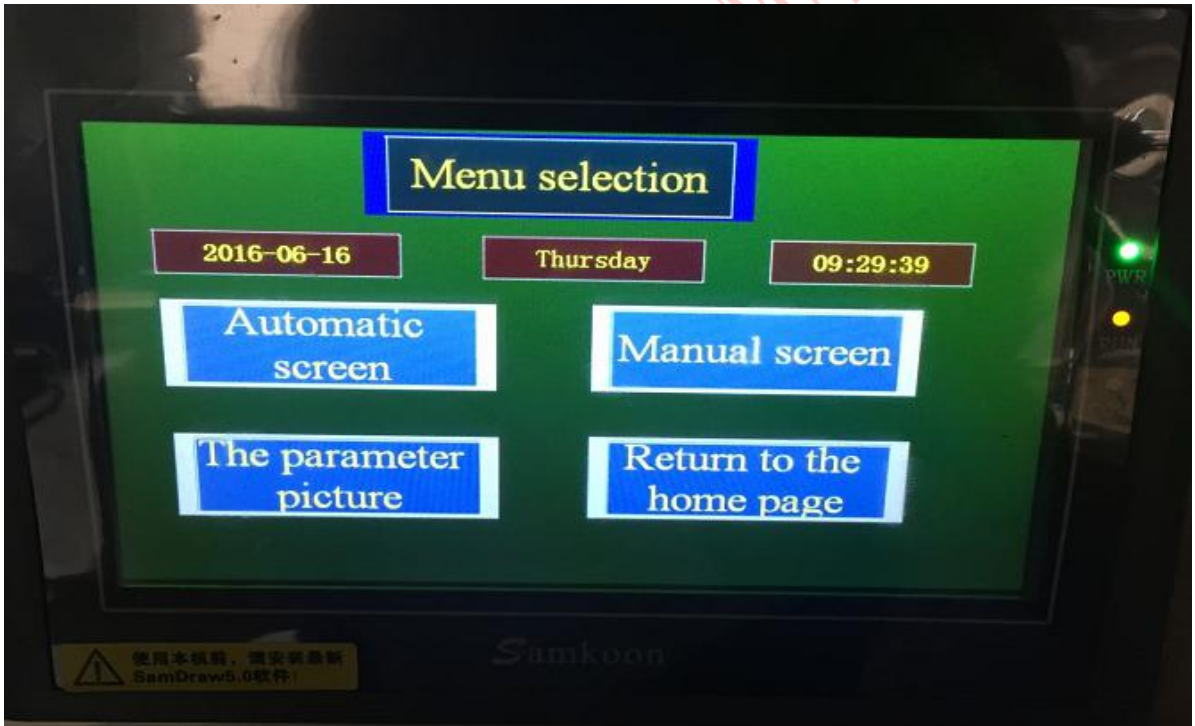 Menu selection
2016-06-16
Thursday
09:29:39
Automatic
screen
Manual screen
The parameter
picture
Return to the
home page
PWR
RUN
Samkoon
使用本机前，请安装最新
SamDraw5.0软件!